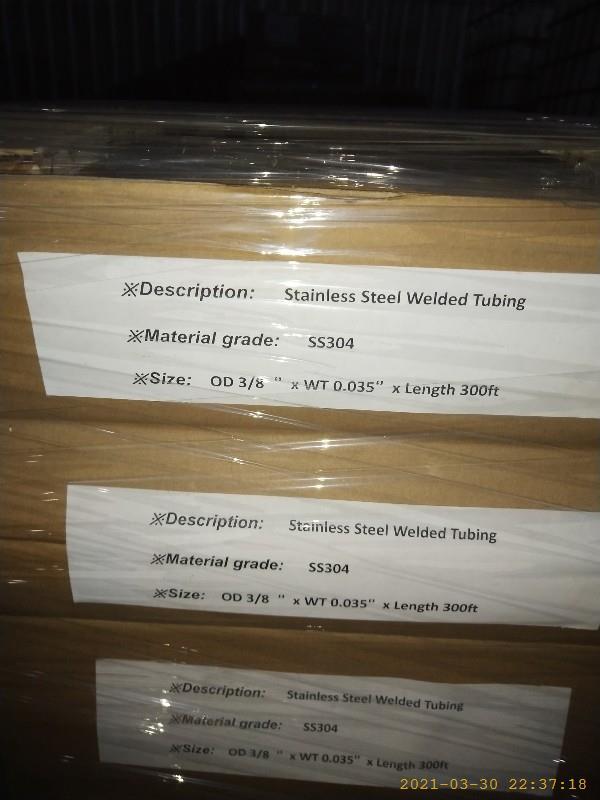 ※Description: Stainless Steel Welded Tubing
※Material grade: SS304
※Size: OD 3/8 " x WT 0.035" x Length 300ft
※Description: Stainless Steel Welded Tubing
※Material grade: SS304
※Size: OD 3/8 " x WT 0.035" x Length 300ft
※Description: Stainless Steel Welded Tubing
※Material grade: SS304
※Size: OD 3/8 " x WT 0.035" x Length 300ft
2021-03-30 22:37:18